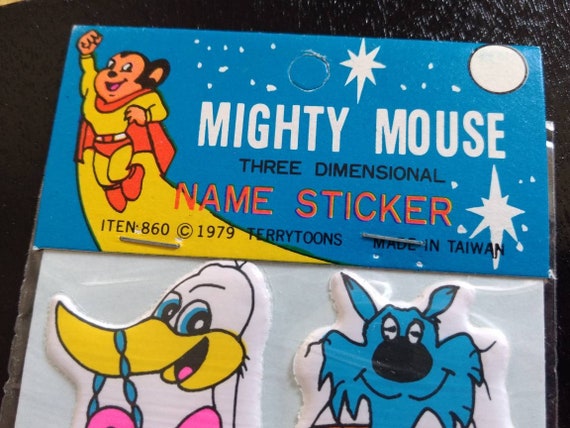 MIGHTY MOUSE
THREE DIMENSIONAL
NAME STICKER
ITEN:860 © 1979 TERRYTOONS MADE IN TAIWAN